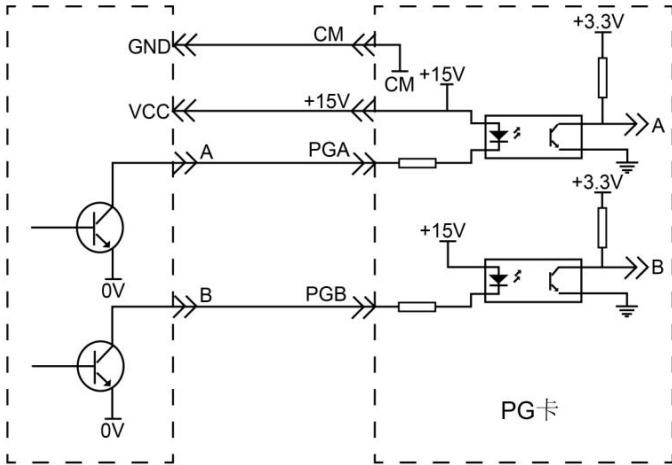 +3.3V
GND CM
CM
+15V
VCC +15V
A
A PGA
+3.3V
0V
+15V
B
B PGB
0V
PG卡